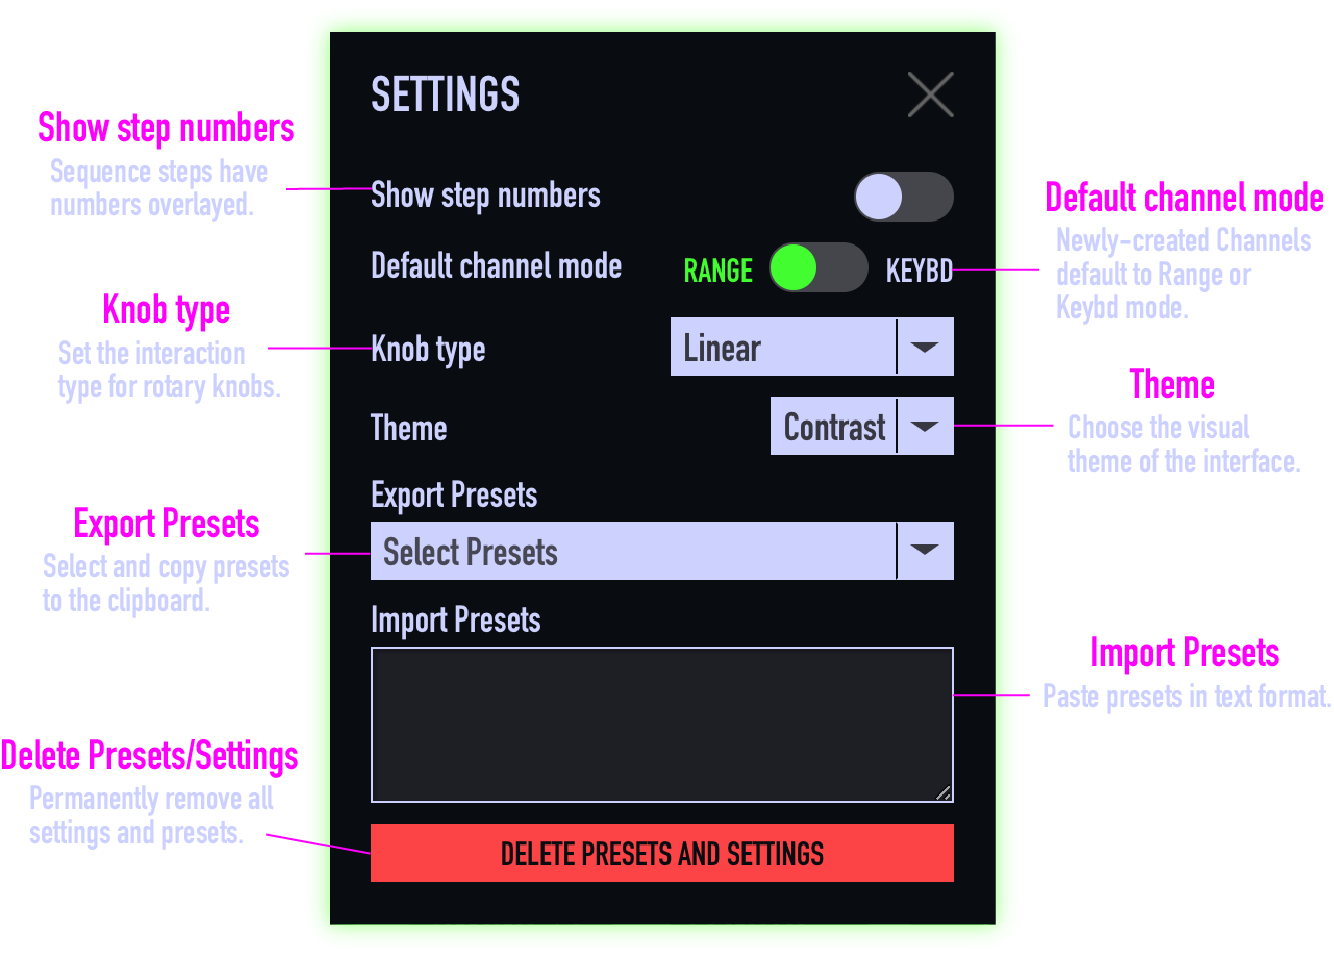 SETTINGS
Show step numbers
Sequence steps have
numbers overlayed.
Show step numbers
Default channel mode
Newly-created Channels
default to Range or
Keybd mode.
Default channel mode
RANGE
KEYBD
Knob type
Set the interaction
type for rotary knobs.
Knob type
Linear
Theme
Choose the visual
theme of the interface.
Theme
Contrast
Export Presets
Select and copy presets
to the clipboard.
Export Presets
Select Presets
Import Presets
Import Presets
Paste presets in text format.
Delete Presets/Settings
Permanently remove all
settings and presets.
DELETE PRESETS AND SETTINGS